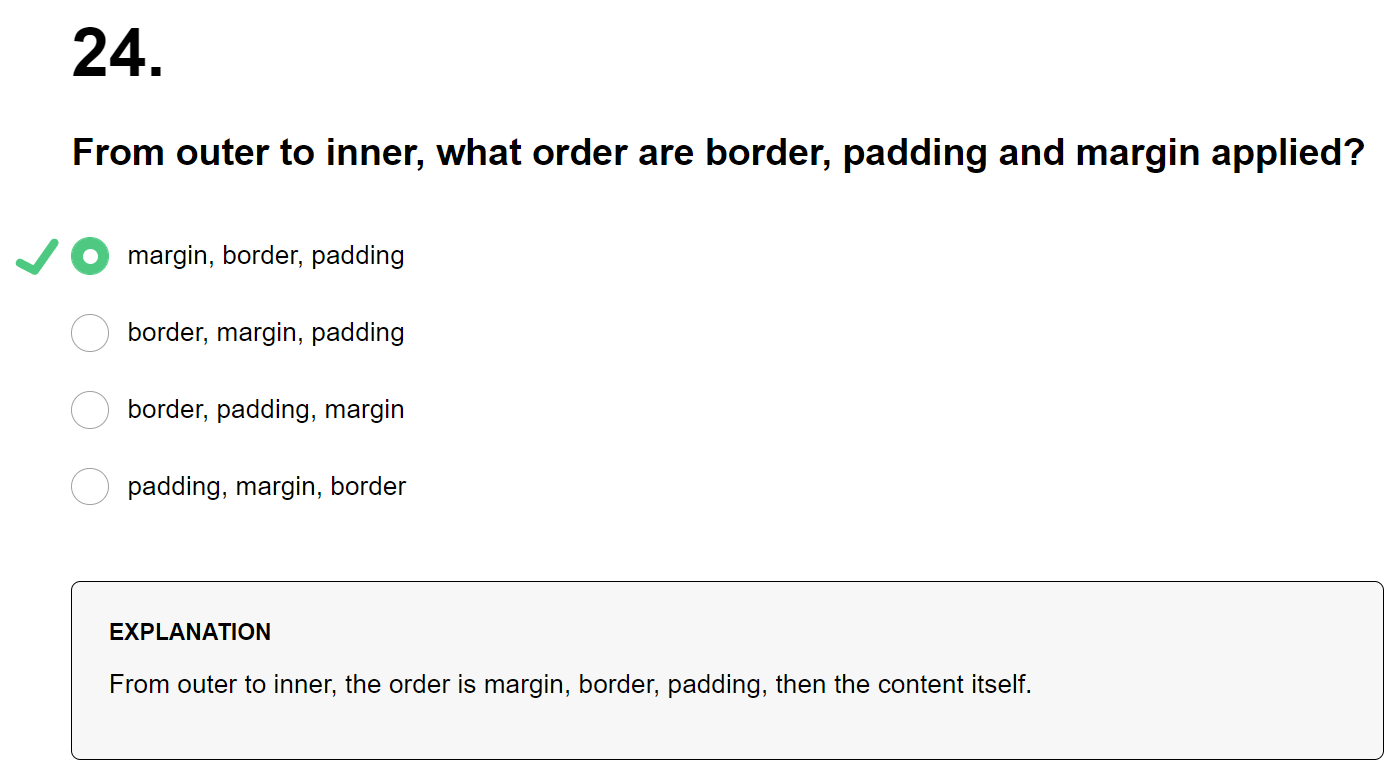 24.
From outer to inner, what order are border, padding and margin applied?
margin, border, padding
border, margin, padding
border, padding, margin
padding, margin, border
EXPLANATION
From outer to inner, the order is margin, border, padding, then the content itself.